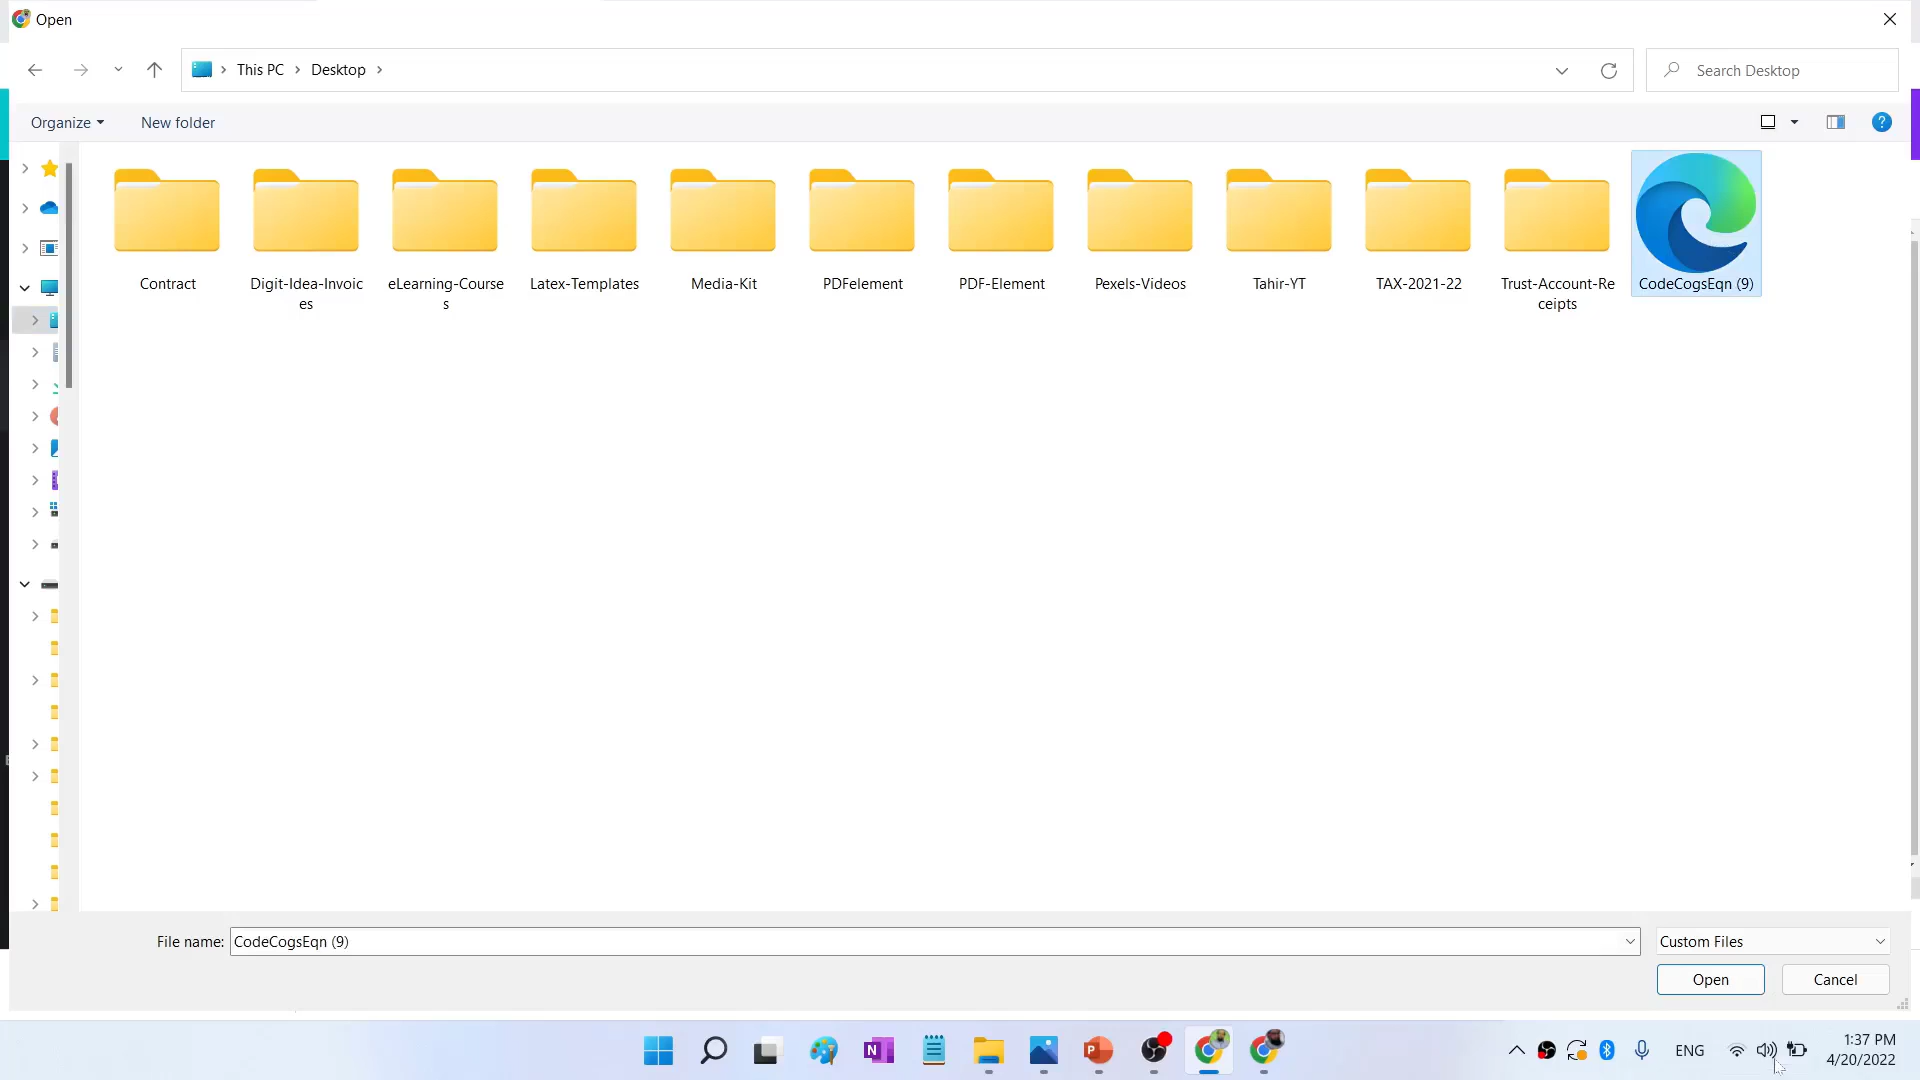 Open
This PC
Desktop
Search Desktop
Organize
New folder
Contract
Digit-Idea-Invoic
es
eLearning-Course
s
Latex-Templates
Media-Kit
PDFelement
PDF-Element
Pexels-Videos
Tahir-YT
TAX-2021-22
Trust-Account-Re
ceipts
CodeCogsEqn (9)
File name:
CodeCogsEqn (9)
Custom Files
Open
Cancel
ENG
1:37 PM
4/20/2022